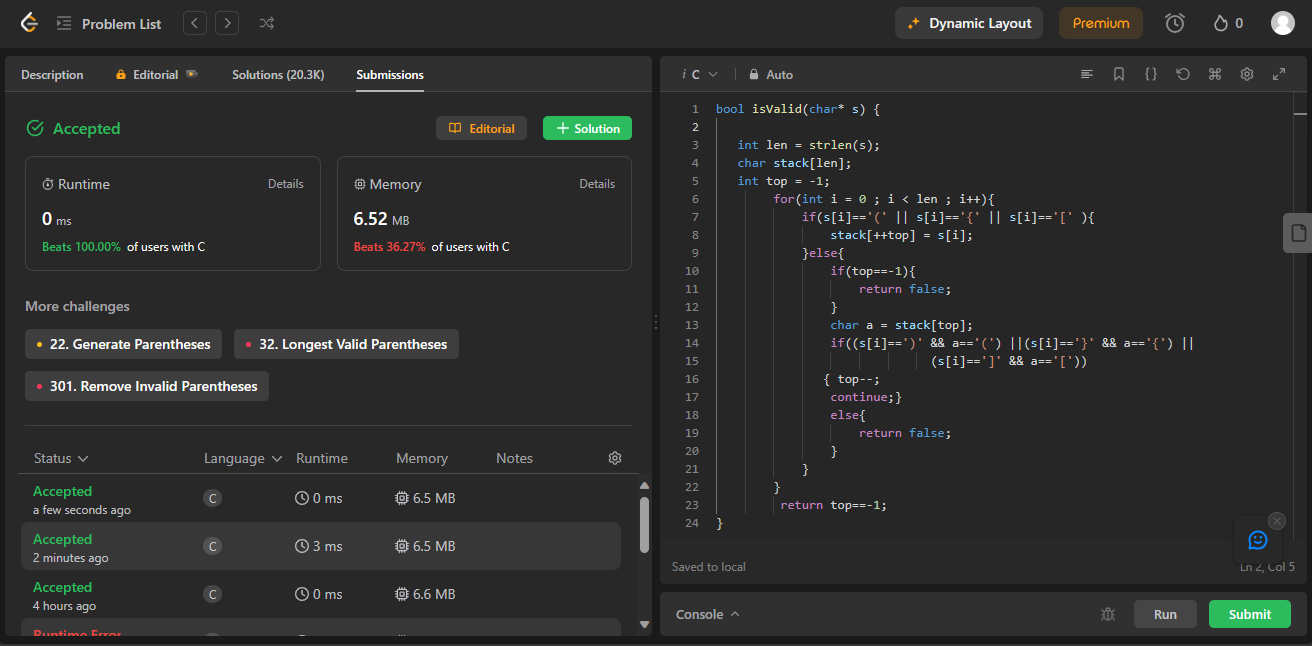 Problem List
Dynamic Layout
Premium
0
Description
Editorial
Solutions (20.3K)
Submissions
Accepted
Editorial
Solution
Runtime
Details
0 ms
Beats 100.00% of users with C
Memory
Details
6.52 MB
Beats 36.27% of users with C
More challenges
22. Generate Parentheses
32. Longest Valid Parentheses
301. Remove Invalid Parentheses
Status Language Runtime Memory Notes
Accepted
a few seconds ago
C 0 ms 6.5 MB
Accepted
2 minutes ago
C 3 ms 6.5 MB
Accepted
4 hours ago
C 0 ms 6.6 MB
Runtime Error
i C
Auto
1 bool isValid(char* s) {
2
3 int len = strlen(s);
4 char stack[len];
5 int top = -1;
6 for(int i = 0 ; i < len ; i++){
7 if(s[i]=='(' || s[i]=='{' || s[i]=='[' ){
8 stack[++top] = s[i];
9 }else{
10 if(top==-1){
11 return false;
12 }
13 char a = stack[top];
14 if((s[i]==')' && a=='(') ||(s[i]=='}' && a=='{') ||
15 (s[i]==']' && a=='['))
16 { top--;
17 continue;}
18 else{
19 return false;
20 }
21 }
22 }
23 return top==-1;
24 }
Saved to local
Ln 2, Col 5
Console
Run
Submit